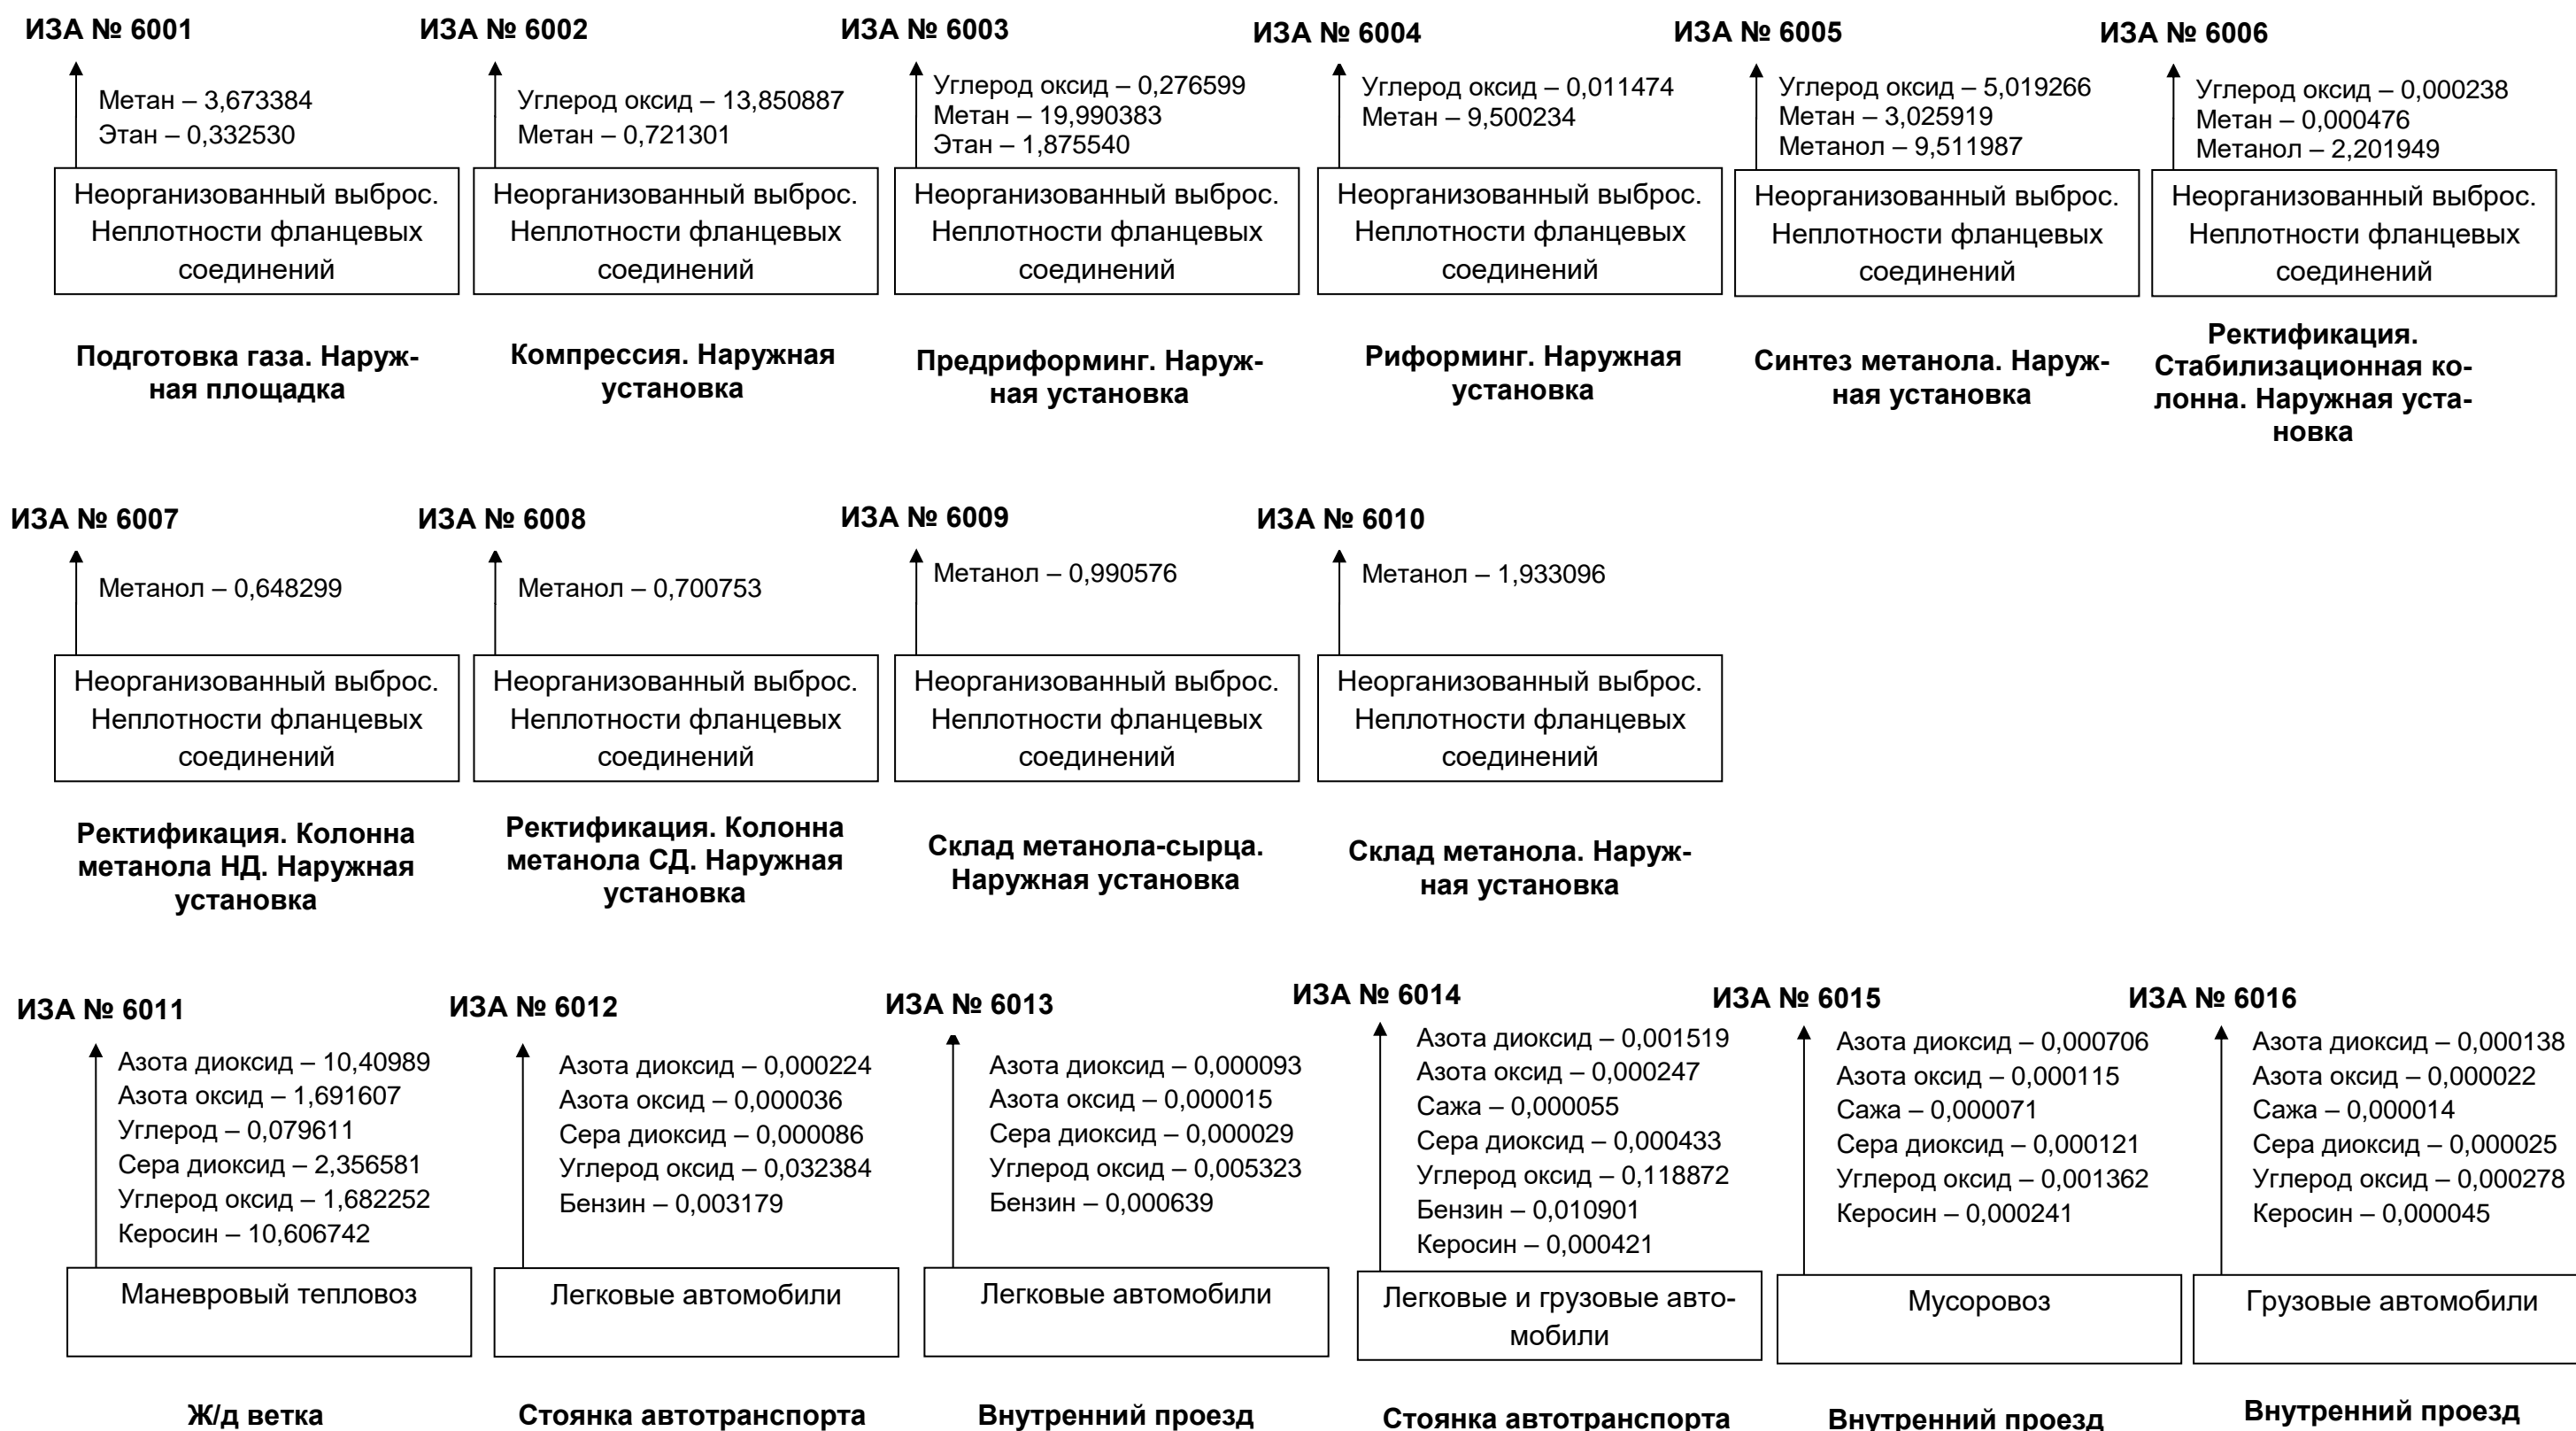 ИЗА № 6001
Метан – 3,673384
Этан – 0,332530
Неорганизованный выброс.
Неплотности фланцевых
соединений
Подготовка газа. Наруж-
ная площадка
ИЗА № 6002
Углерод оксид – 13,850887
Метан – 0,721301
Неорганизованный выброс.
Неплотности фланцевых
соединений
Компрессия. Наружная
установка
ИЗА № 6003
Углерод оксид – 0,276599
Метан – 19,990383
Этан – 1,875540
Неорганизованный выброс.
Неплотности фланцевых
соединений
Предриформинг. Наруж-
ная установка
ИЗА № 6004
Углерод оксид – 0,011474
Метан – 9,500234
Неорганизованный выброс.
Неплотности фланцевых
соединений
Риформинг. Наружная
установка
ИЗА № 6005
Углерод оксид – 5,019266
Метан – 3,025919
Метанол – 9,511987
Неорганизованный выброс.
Неплотности фланцевых
соединений
Синтез метанола. Наруж-
ная установка
ИЗА № 6006
Углерод оксид – 0,000238
Метан – 0,000476
Метанол – 2,201949
Неорганизованный выброс.
Неплотности фланцевых
соединений
Ректификация.
Стабилизационная ко-
лонна. Наружная уста-
новка
ИЗА № 6007
Метанол – 0,648299
Неорганизованный выброс.
Неплотности фланцевых
соединений
Ректификация. Колонна
метанола НД. Наружная
установка
ИЗА № 6008
Метанол – 0,700753
Неорганизованный выброс.
Неплотности фланцевых
соединений
Ректификация. Колонна
метанола СД. Наружная
установка
ИЗА № 6009
Метанол – 0,990576
Неорганизованный выброс.
Неплотности фланцевых
соединений
Склад метанола-сырца.
Наружная установка
ИЗА № 6010
Метанол – 1,933096
Неорганизованный выброс.
Неплотности фланцевых
соединений
Склад метанола. Наруж-
ная установка
ИЗА № 6011
Азота диоксид – 10,40989
Азота оксид – 1,691607
Углерод – 0,079611
Сера диоксид – 2,356581
Углерод оксид – 1,682252
Керосин – 10,606742
Маневровый тепловоз
Ж/д ветка
ИЗА № 6012
Азота диоксид – 0,000224
Азота оксид – 0,000036
Сера диоксид – 0,000086
Углерод оксид – 0,032384
Бензин – 0,003179
Легковые автомобили
Стоянка автотранспорта
ИЗА № 6013
Азота диоксид – 0,000093
Азота оксид – 0,000015
Сера диоксид – 0,000029
Углерод оксид – 0,005323
Бензин – 0,000639
Легковые автомобили
Внутренний проезд
ИЗА № 6014
Азота диоксид – 0,001519
Азота оксид – 0,000247
Сажа – 0,000055
Сера диоксид – 0,000433
Углерод оксид – 0,118872
Бензин – 0,010901
Керосин – 0,000421
Легковые и грузовые авто-
мобили
Стоянка автотранспорта
ИЗА № 6015
Азота диоксид – 0,000706
Азота оксид – 0,000115
Сажа – 0,000071
Сера диоксид – 0,000121
Углерод оксид – 0,001362
Керосин – 0,000241
Мусоровоз
Внутренний проезд
ИЗА № 6016
Азота диоксид – 0,000138
Азота оксид – 0,000022
Сажа – 0,000014
Сера диоксид – 0,000025
Углерод оксид – 0,000278
Керосин – 0,000045
Грузовые автомобили
Внутренний проезд